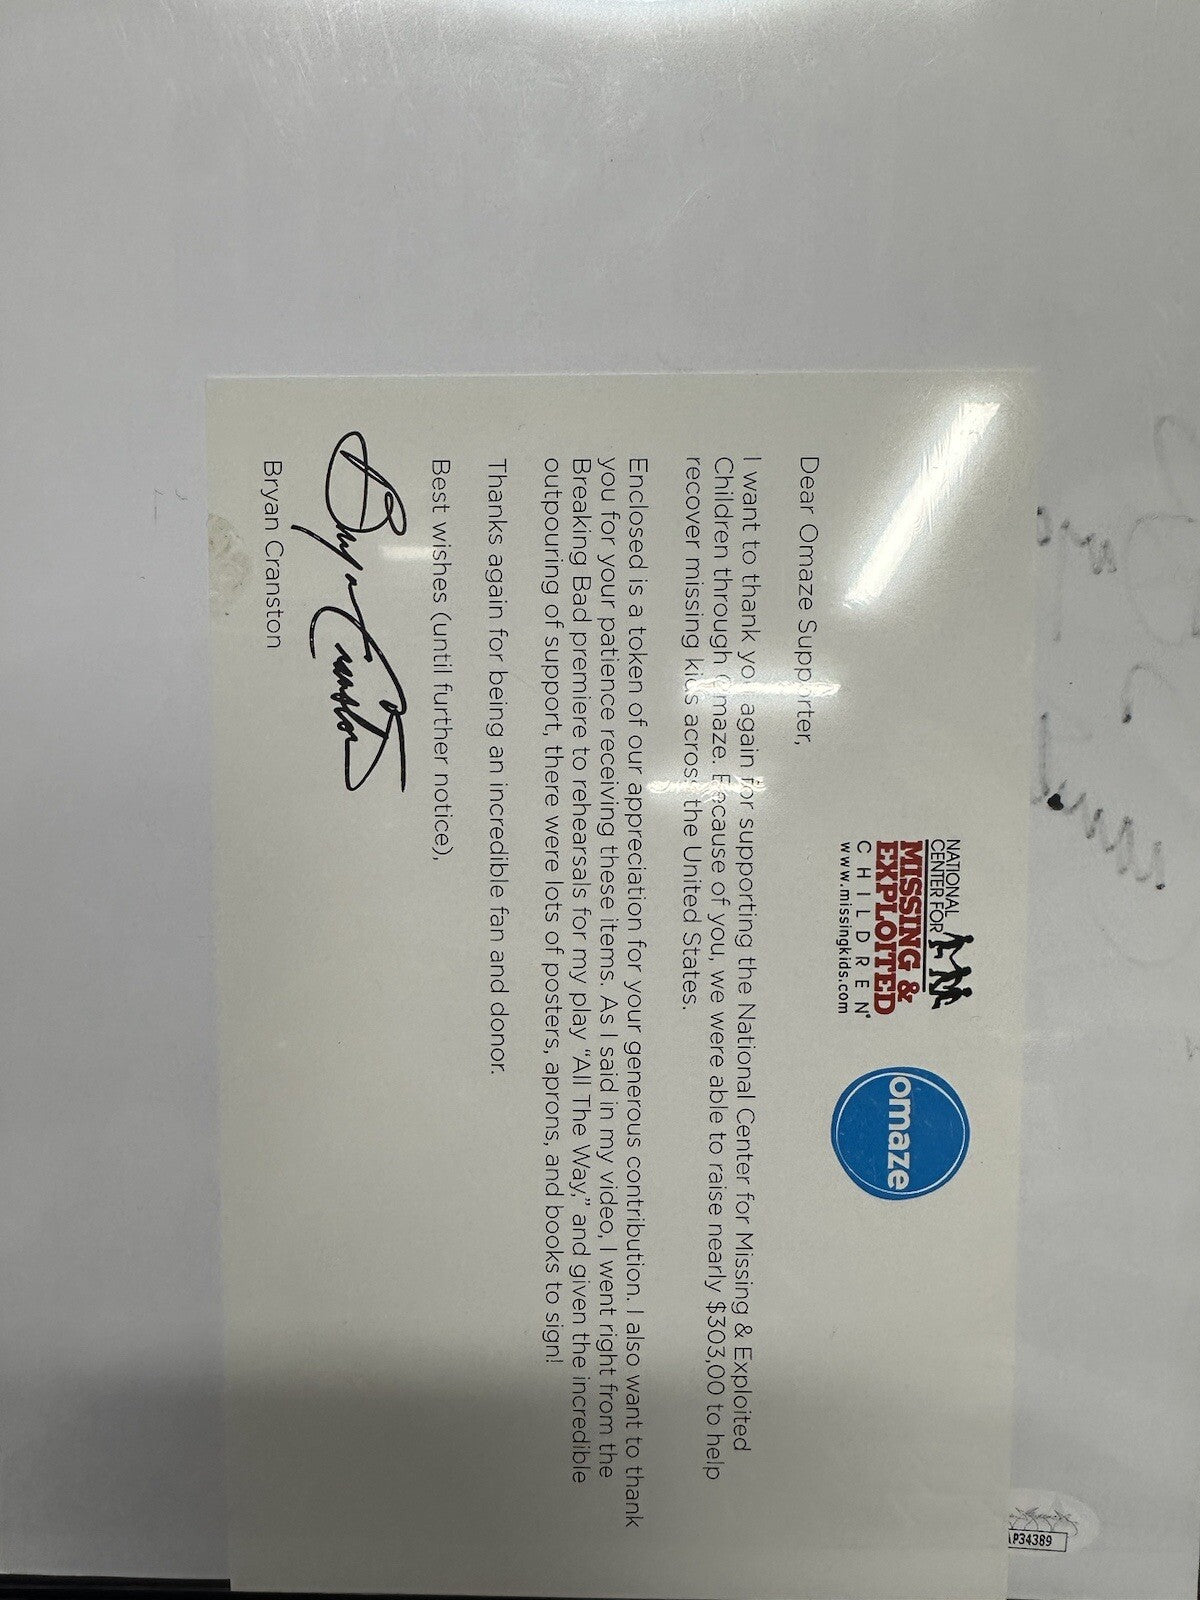 NATIONAL
CENTER FOR
MISSING &
EXPLOITED
CHILDREN®
www.missingkids.com
omaze
Dear Omaze Supporter,
I want to thank you again for supporting the National Center for Missing & Exploited
Children through Omaze. Because of you, we were able to raise nearly $303,00 to help
recover missing kids across the United States.
Enclosed is a token of our appreciation for your generous contribution. I also want to thank
you for your patience receiving these items. As I said in my video, I went right from the
Breaking Bad premiere to rehearsals for my play “All The Way,” and given the incredible
outpouring of support, there were lots of posters, aprons, and books to sign!
Thanks again for being an incredible fan and donor.
Best wishes (until further notice),
Bryan Cranston
Bryan Cranston
P34389